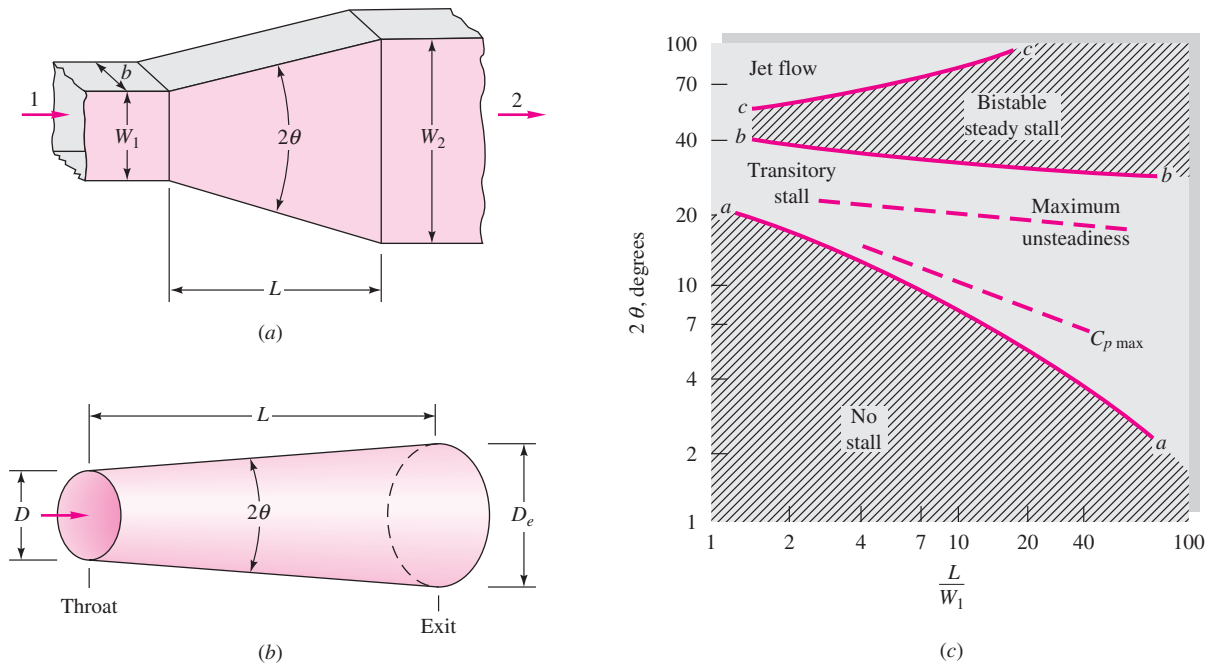 b
1
W1
2θ
W2
2
L
(a)
L
D
2θ
De
Throat
Exit
(b)
2 θ, degrees
100
70
40
20
10
7
4
2
1
Jet flow
c
c
Bistable
steady stall
b
b
Transitory
stall
Maximum
unsteadiness
a
Cp max
No
stall
a
1
2
4
7
10
20
40
100
L
W1
(c)